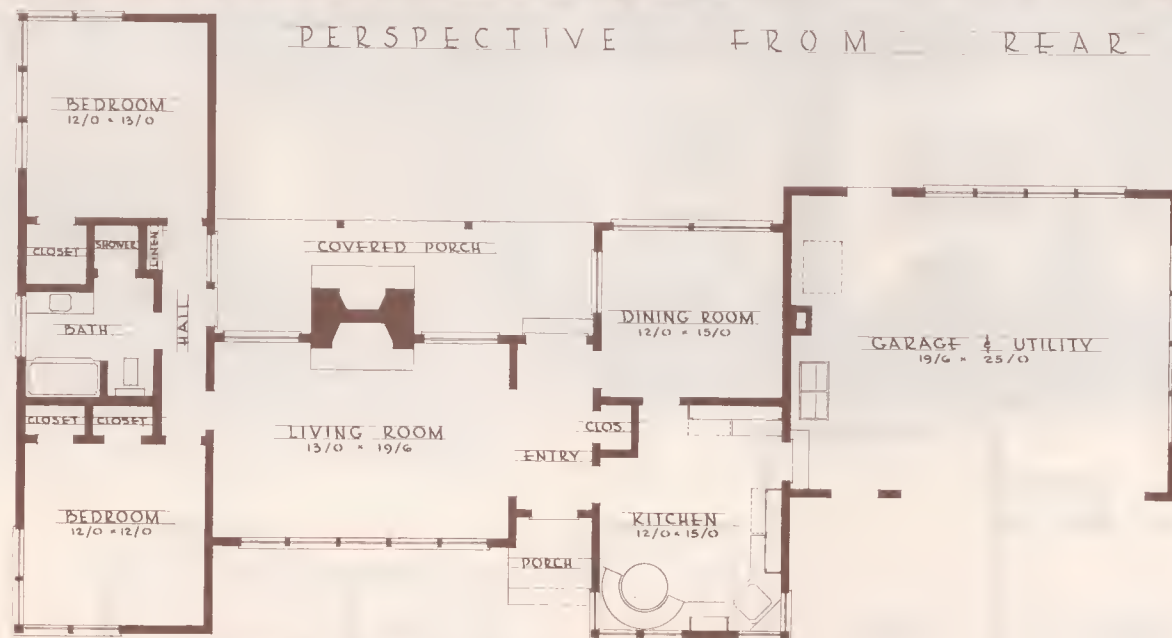 PERSPECTIVE FROM REAR
BEDROOM
12/0 × 13/0
CLOSET
SHOWER
LINEN
COVERED PORCH
BATH
HALL
DINING ROOM
12/0 × 15/0
GARAGE & UTILITY
19/6 × 25/0
CLOSET
CLOSET
LIVING ROOM
13/0 × 19/6
CLOS.
ENTRY
BEDROOM
12/0 × 12/0
KITCHEN
12/0 × 15/0
PORCH